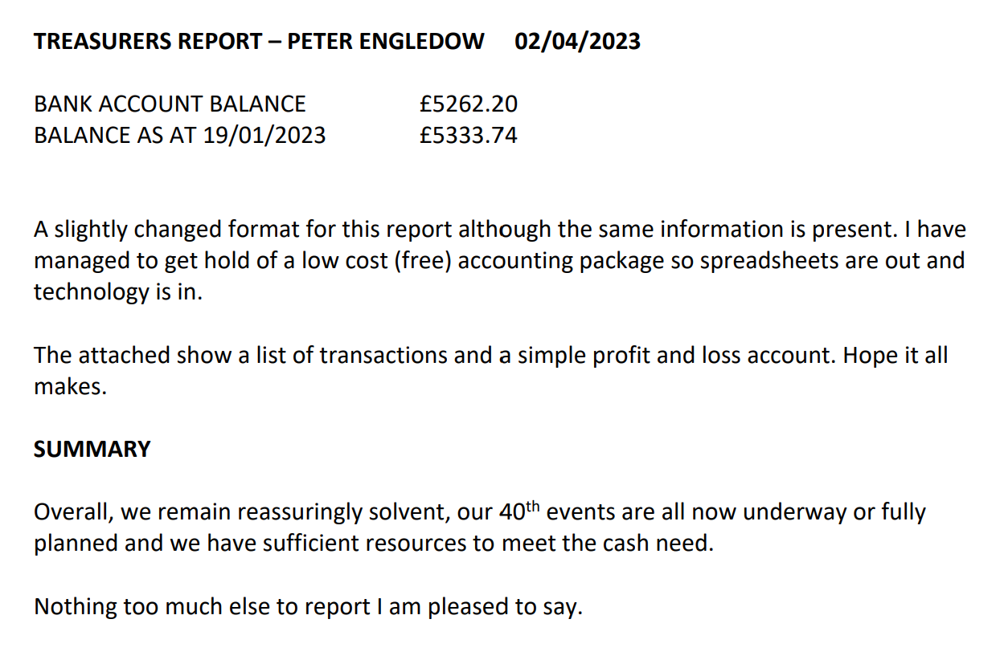 TREASURERS REPORT – PETER ENGLEDOW 02/04/2023
BANK ACCOUNT BALANCE £5262.20
BALANCE AS AT 19/01/2023 £5333.74
A slightly changed format for this report although the same information is present. I have
managed to get hold of a low cost (free) accounting package so spreadsheets are out and
technology is in.
The attached show a list of transactions and a simple profit and loss account. Hope it all
makes.
SUMMARY
Overall, we remain reassuringly solvent, our 40th events are all now underway or fully
planned and we have sufficient resources to meet the cash need.
Nothing too much else to report I am pleased to say.